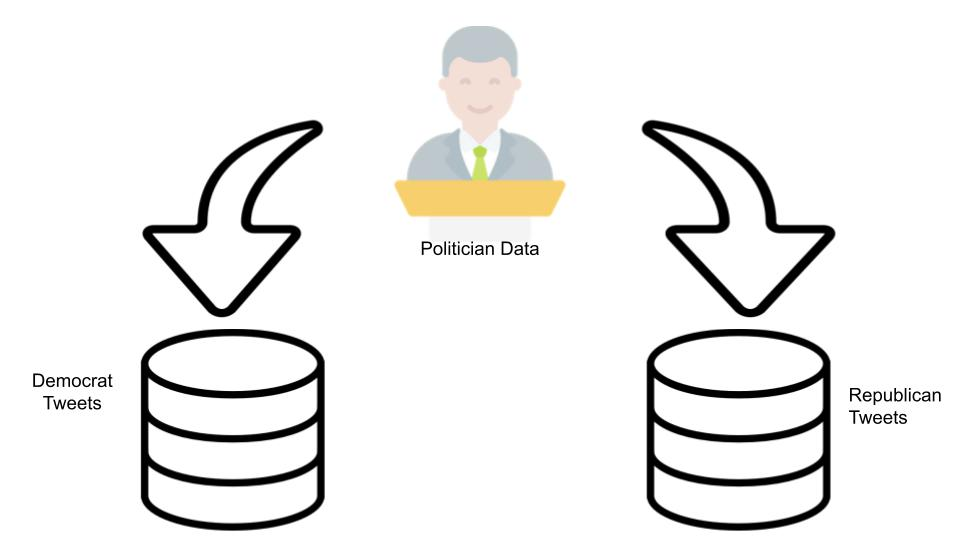 Politician Data
Democrat
Tweets
Republican
Tweets